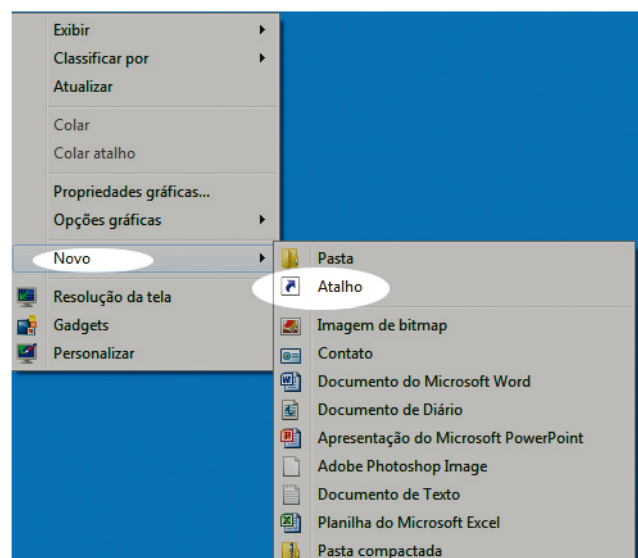 Exibir
Classificar por
Atualizar
Colar
Colar atalho
Propriedades gráficas...
Opções gráficas
Novo
Resolução da tela
Gadgets
Personalizar
Pasta
Atalho
Imagem de bitmap
Contato
Documento do Microsoft Word
Documento de Diário
Apresentação do Microsoft PowerPoint
Adobe Photoshop Image
Documento de Texto
Planilha do Microsoft Excel
Pasta compactada